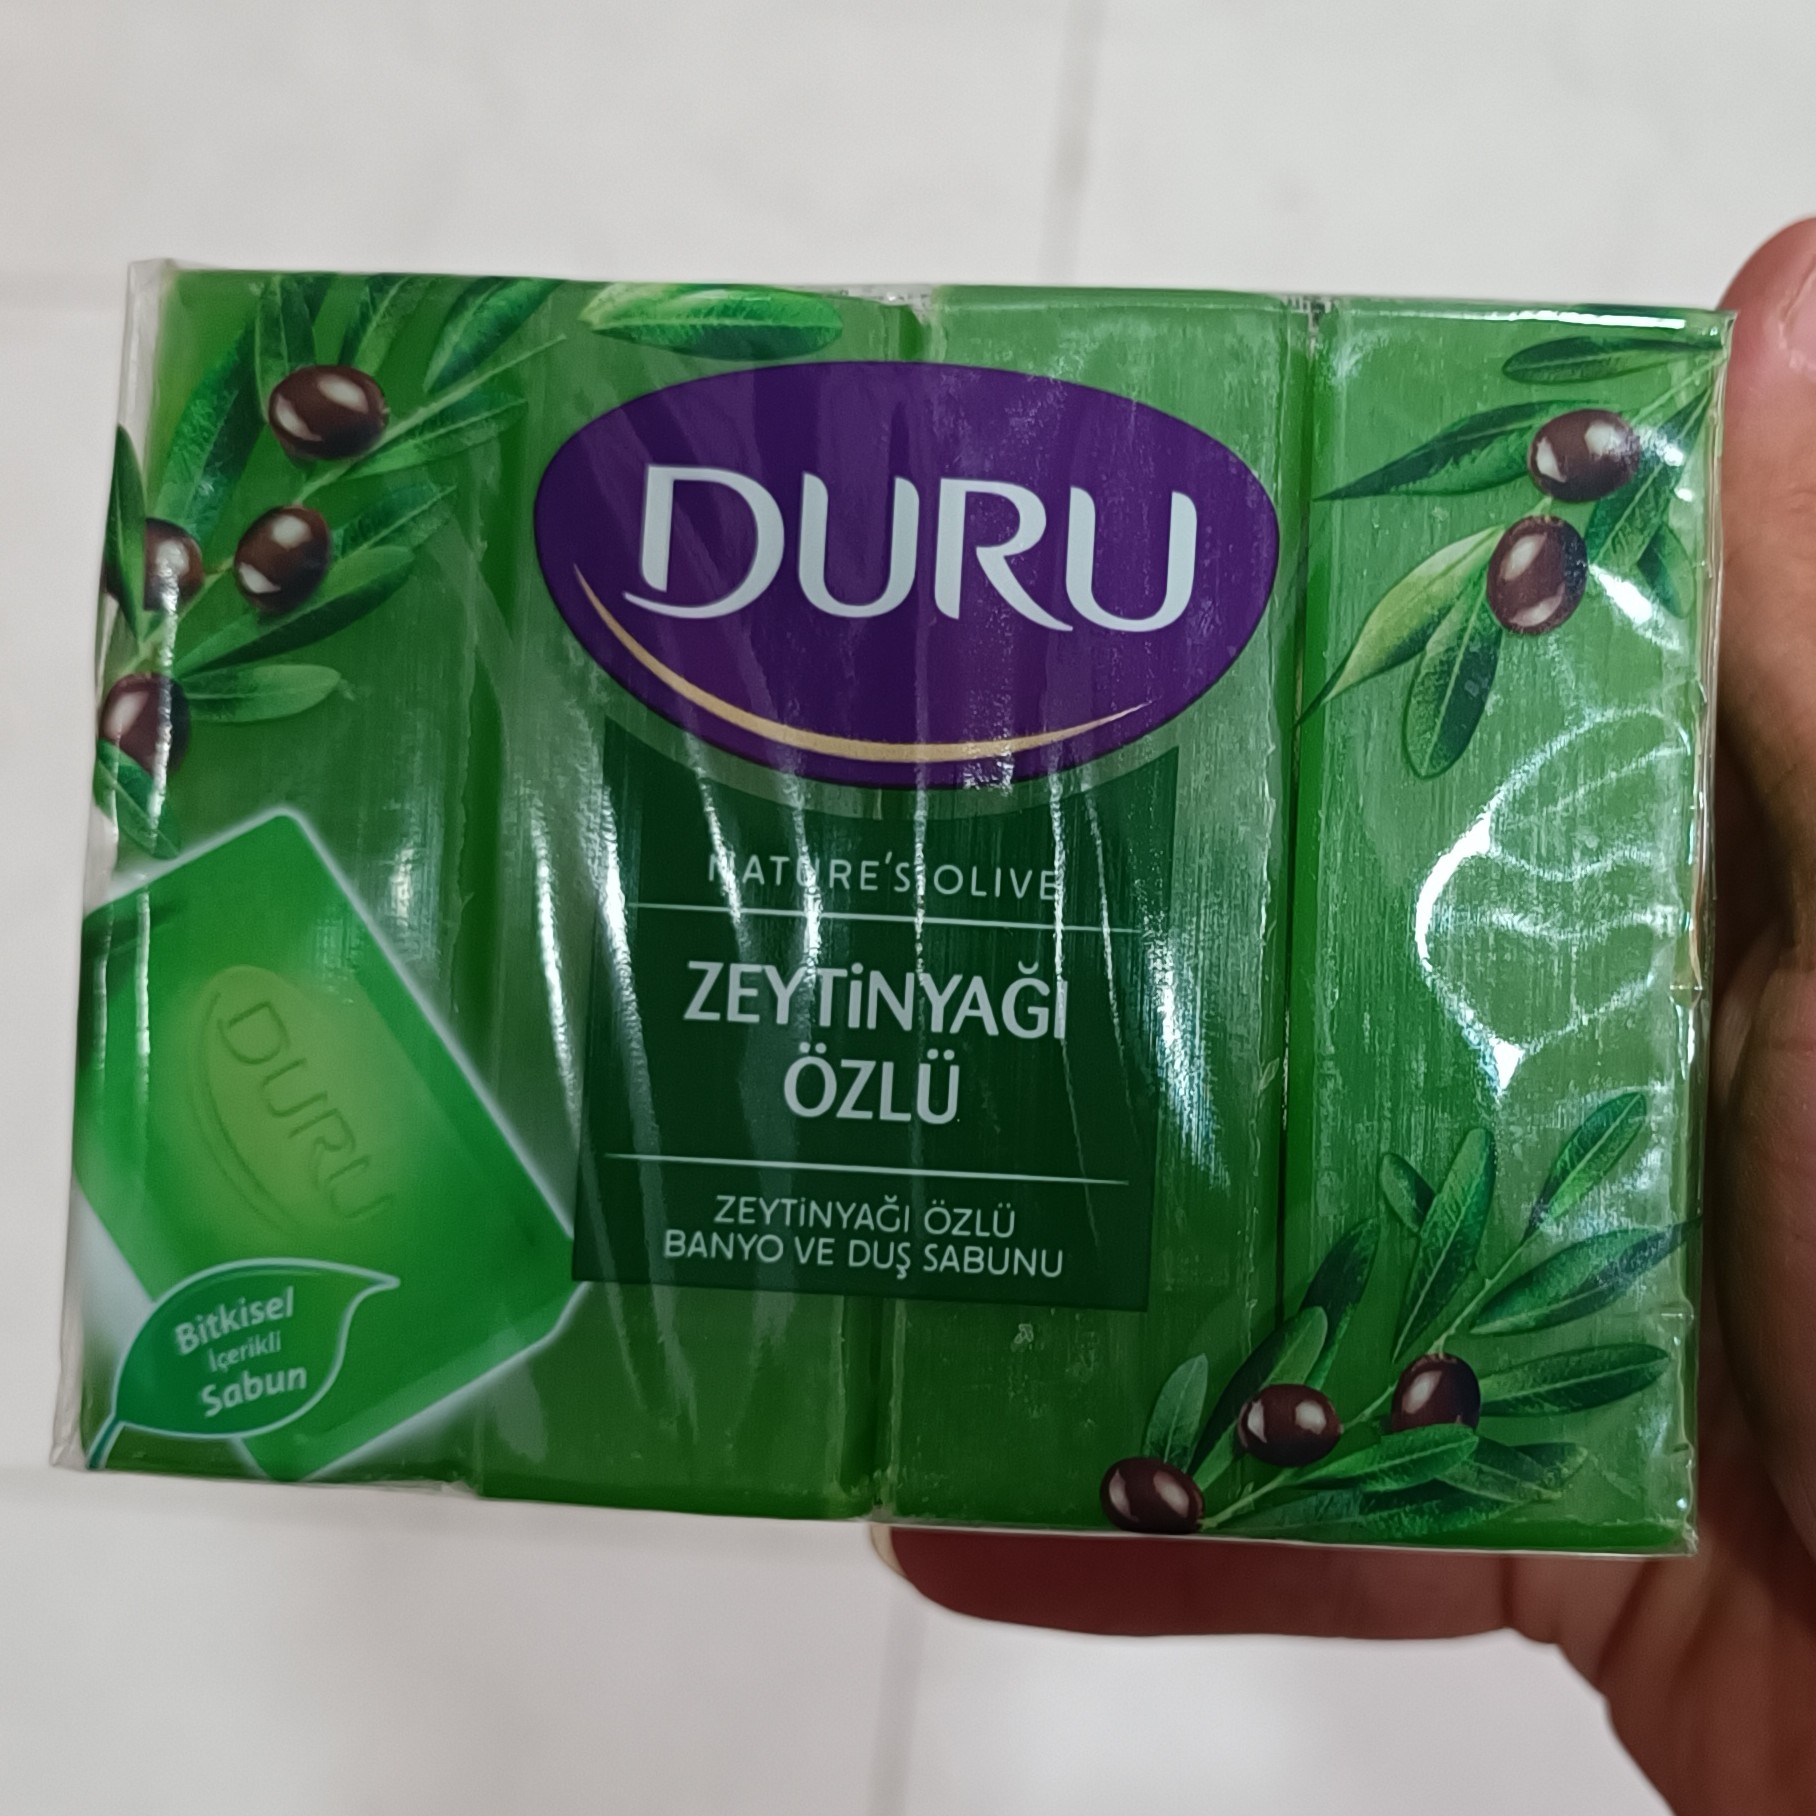 DURU
NATURE'S OLIVE
ZEYTİNYAĞI
ÖZLÜ
ZEYTİNYAĞI ÖZLÜ
BANYO VE DUŞ SABUNU
DURU
Bitkisel
İçerikli
Sabun